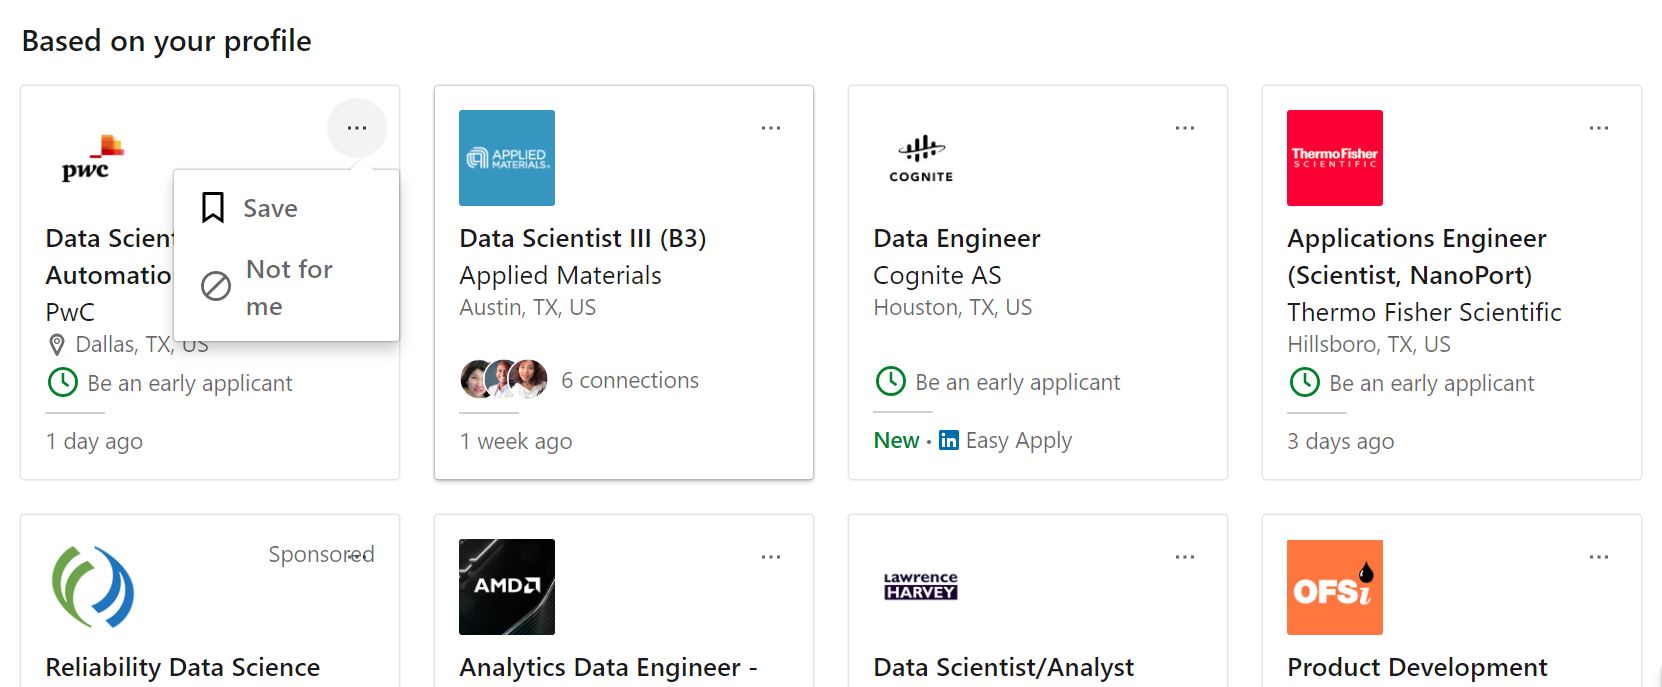 Based on your profile
...
pwc
Save
Not for
me
Data Scient
Automatio
PwC
Dallas, TX, US
Be an early applicant
1 day ago
...
APPLIED
MATERIALS®
Data Scientist III (B3)
Applied Materials
Austin, TX, US
6 connections
1 week ago
...
COGNITE
Data Engineer
Cognite AS
Houston, TX, US
Be an early applicant
New · in Easy Apply
...
ThermoFisher
SCIENTIFIC
Applications Engineer
(Scientist, NanoPort)
Thermo Fisher Scientific
Hillsboro, TX, US
Be an early applicant
3 days ago
Sponsored
Reliability Data Science
...
AMD
Analytics Data Engineer -
...
Lawrence
HARVEY
Data Scientist/Analyst
...
OFSi
Product Development